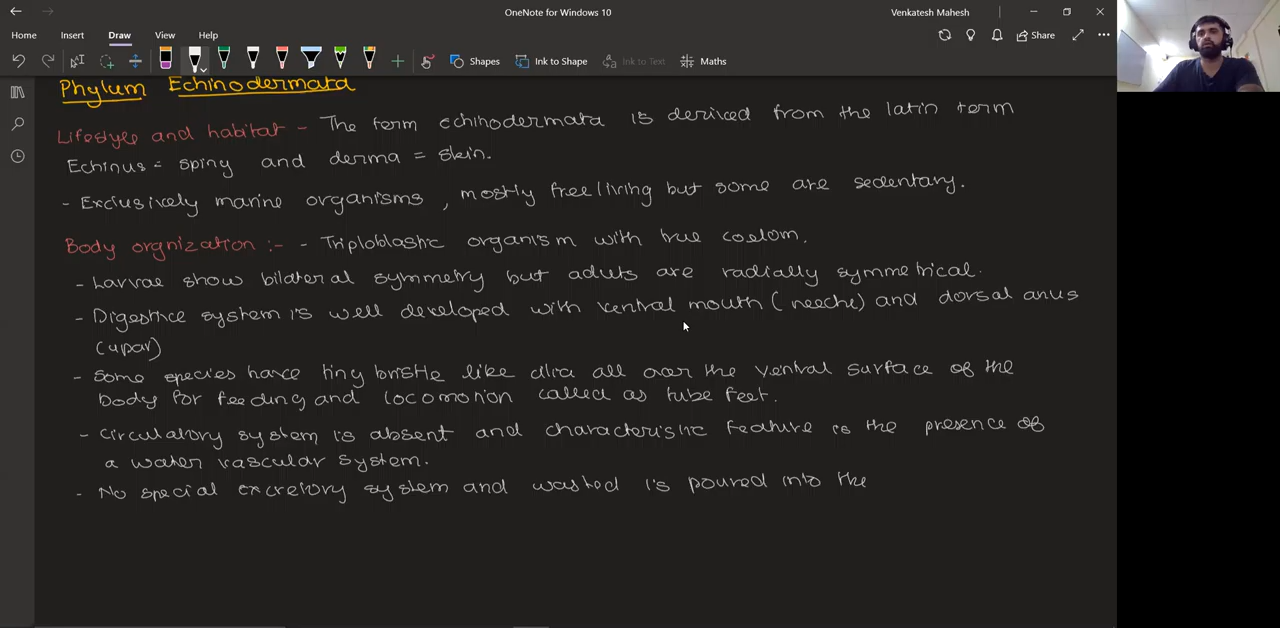 OneNote for Windows 10
Venkatesh Mahesh
Home Insert Draw View Help
Share
Shapes Ink to Shape Ink to Text Maths
Phylum Echinodermata
Lifestyle and habitat - The term echinodermata is derived from the latin term
Echinus = spiny and derma = skin.
- Exclusively marine organisms, mostly free living but some are sedentary.
Body orgnization :- - Triploblastic organism with true coelom.
- Larvae show bilateral symmetry but adults are radially symmetrical.
- Digestive system is well developed with ventral mouth (neeche) and dorsal anus
(upar)
- Some species have tiny bristle like cilia all over the ventral surface of the
body for feeding and locomotion called as tube feet.
- Circulatory system is absent and characteristic feature is the presence of
a water vascular system.
- No special excretory system and washed is poured into the